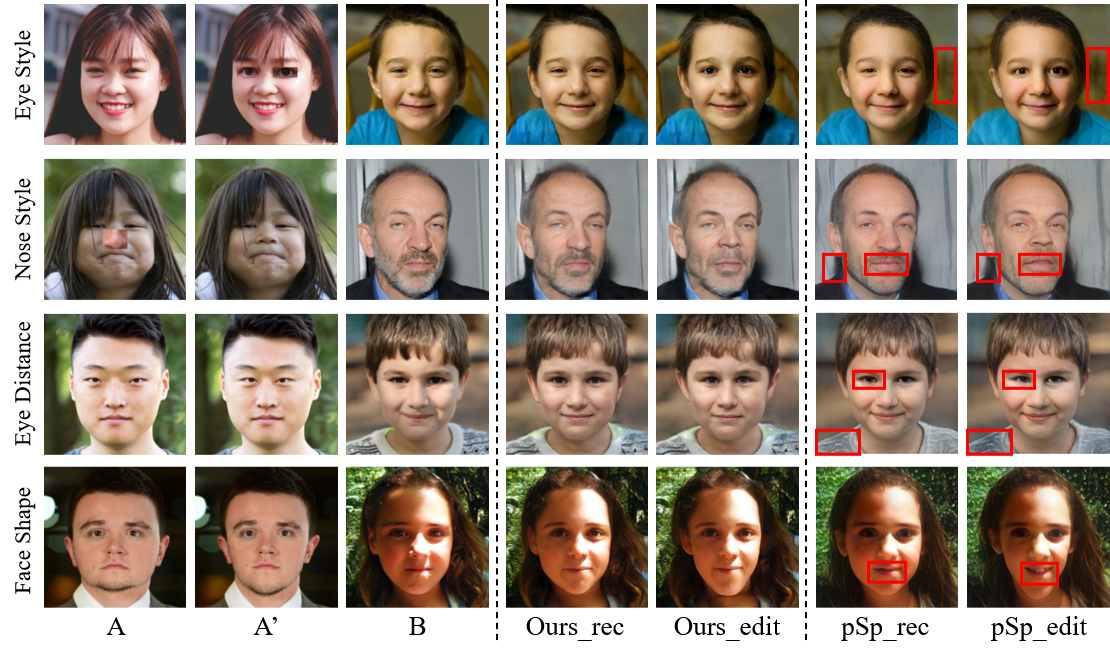 Eye Style
Nose Style
Eye Distance
Face Shape
A
A’
B
Ours_rec
Ours_edit
pSp_rec
pSp_edit